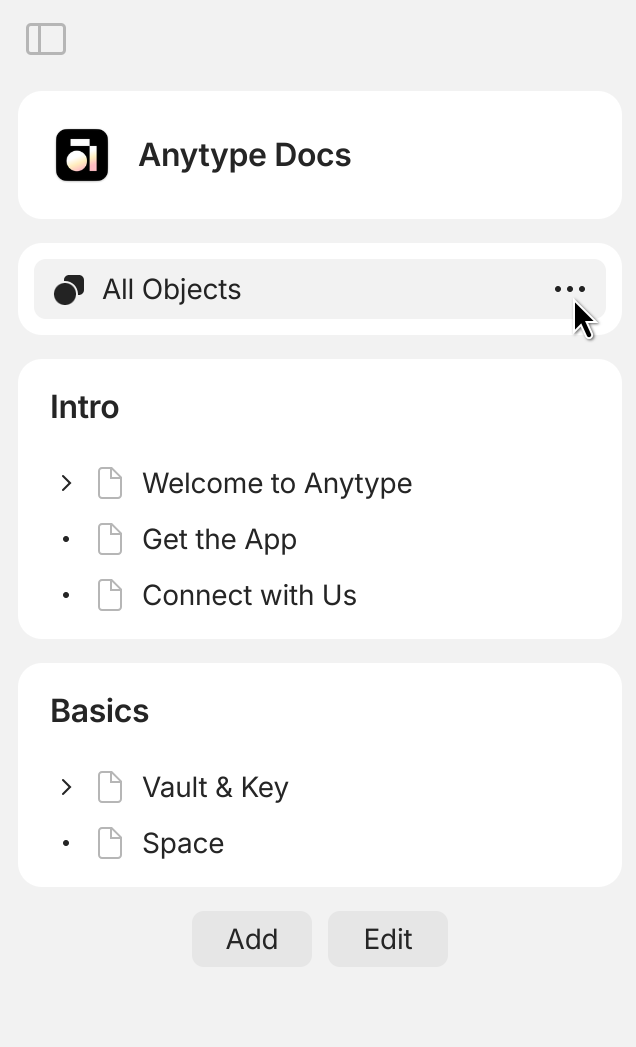 Anytype Docs
All Objects
Intro
Welcome to Anytype
Get the App
Connect with Us
Basics
Vault & Key
Space
Add
Edit